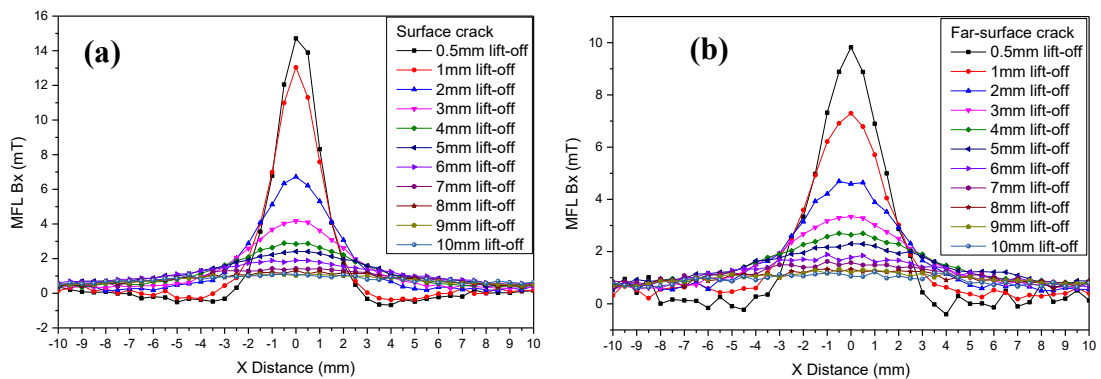 (a)
Surface crack
0.5mm lift-off
1mm lift-off
2mm lift-off
3mm lift-off
4mm lift-off
5mm lift-off
6mm lift-off
7mm lift-off
8mm lift-off
9mm lift-off
10mm lift-off
MFL Bx (mT)
16
14
12
10
8
6
4
2
0
-2
-10 -9 -8 -7 -6 -5 -4 -3 -2 -1 0 1 2 3 4 5 6 7 8 9 10
X Distance (mm)
(b)
Far-surface crack
0.5mm lift-off
1mm lift-off
2mm lift-off
3mm lift-off
4mm lift-off
5mm lift-off
6mm lift-off
7mm lift-off
8mm lift-off
9mm lift-off
10mm lift-off
MFL Bx (mT)
10
8
6
4
2
0
-10 -9 -8 -7 -6 -5 -4 -3 -2 -1 0 1 2 3 4 5 6 7 8 9 10
X Distance (mm)